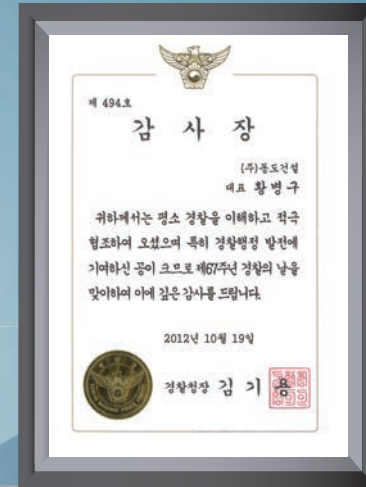 제 494호
감 사 장
(주)동도건설
대표 황병구
귀하께서는 평소 경찰을 이해하고 적극
협조하여 오셨으며 특히 경찰행정 발전에
기여하신 공이 크므로 제67주년 경찰의 날을
맞이하여 이에 깊은 감사를 드립니다.
2012년 10월 19일
경찰청장 김 기 용